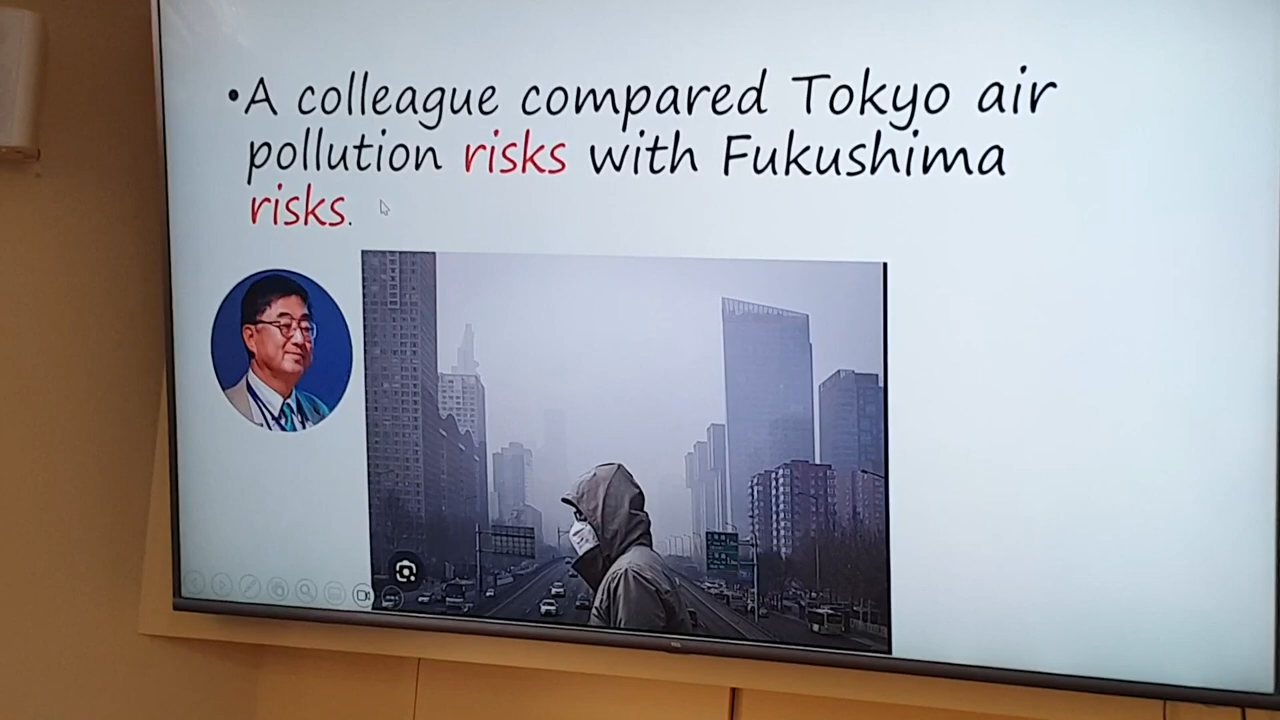 •A colleague compared Tokyo air
pollution risks with Fukushima
risks.